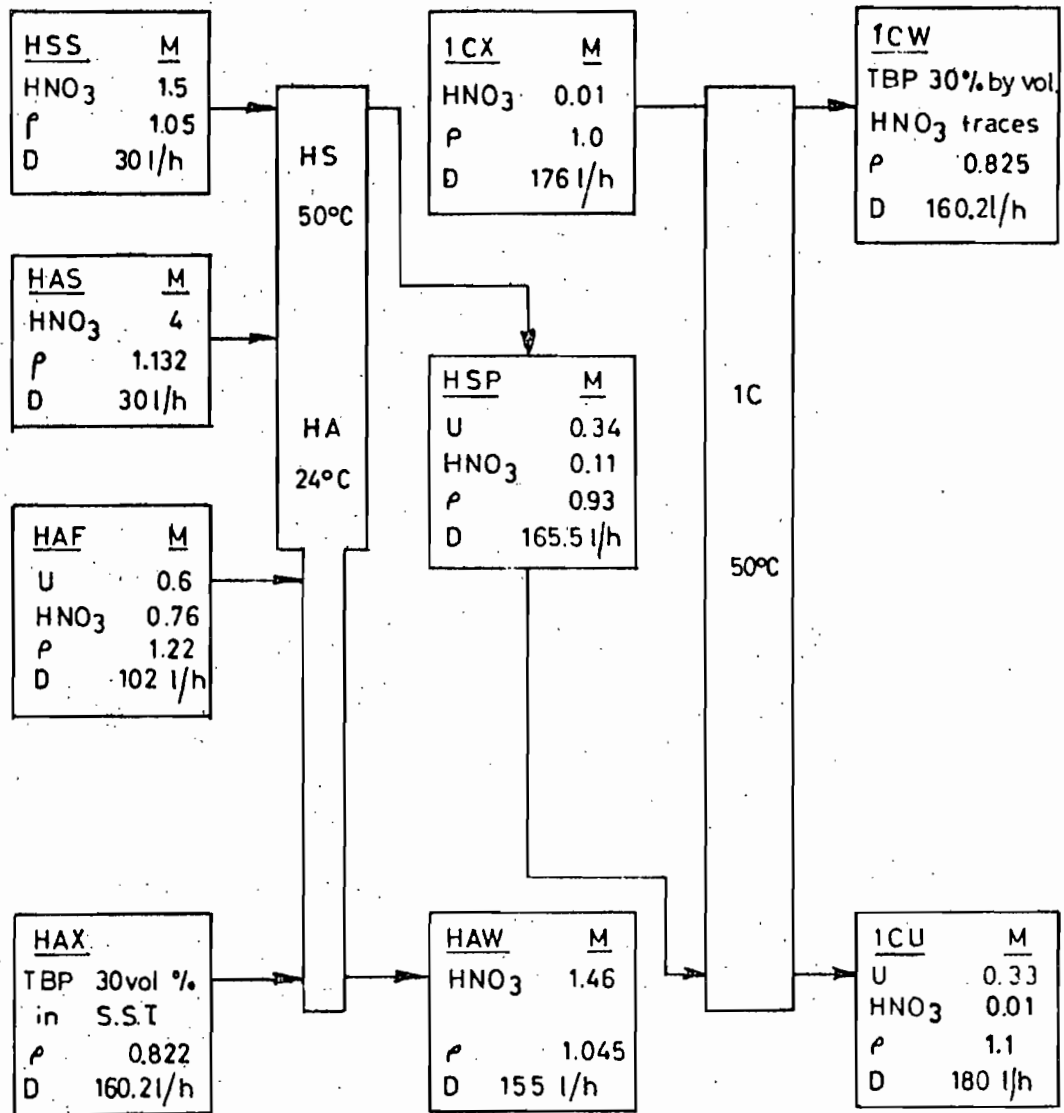 HSS M
HNO3 1.5
ρ 1.05
D 30 l/h
HAS M
HNO3 4
ρ 1.132
D 30 l/h
HAF M
U 0.6
HNO3 0.76
ρ 1.22
D 102 l/h
HAX
TBP 30 vol %
in S.S.T
ρ 0.822
D 160.2 l/h
HS
50°C
HA
24°C
1CX M
HNO3 0.01
ρ 1.0
D 176 l/h
HSP M
U 0.34
HNO3 0.11
ρ 0.93
D 165.5 l/h
HAW M
HNO3 1.46
ρ 1.045
D 155 l/h
1C
50°C
1CW
TBP 30% by vol.
HNO3 traces
ρ 0.825
D 160.2 l/h
1CU M
U 0.33
HNO3 0.01
ρ 1.1
D 180 l/h